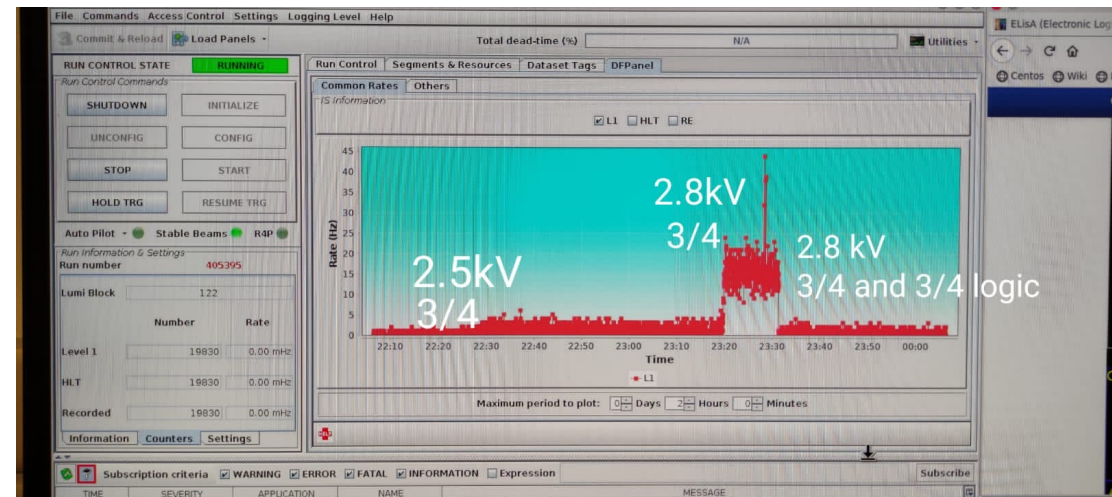 File Commands Access Control Settings Logging Level Help
Commit & Reload Load Panels Total dead-time (%) N/A Utilities
ELisA (Electronic Log
RUN CONTROL STATE RUNNING
Run Control Commands
SHUTDOWN INITIALIZE
UNCONFIG CONFIG
STOP START
HOLD TRG RESUME TRG
Auto Pilot Stable Beams R4P
Run Information & Settings
Run number 405395
Lumi Block 122
Number Rate
Level 1 19830 0.00 mHz
HLT 19830 0.00 mHz
Recorded 19830 0.00 mHz
Information Counters Settings
Run Control Segments & Resources Dataset Tags DFPanel
Common Rates Others
IS Information
L1 HLT RE
Rate (Hz)
45
40
35
30
25
20
15
10
5
0
2.5kV
3/4
2.8kV
3/4
2.8 kV
3/4 and 3/4 logic
22:10 22:20 22:30 22:40 22:50 23:00 23:10 23:20 23:30 23:40 23:50 00:00
Time
L1
Maximum period to plot: 0 Days 2 Hours 0 Minutes
Centos Wiki
Subscription criteria WARNING ERROR FATAL INFORMATION Expression Subscribe
TIME SEVERITY APPLICATION NAME MESSAGE